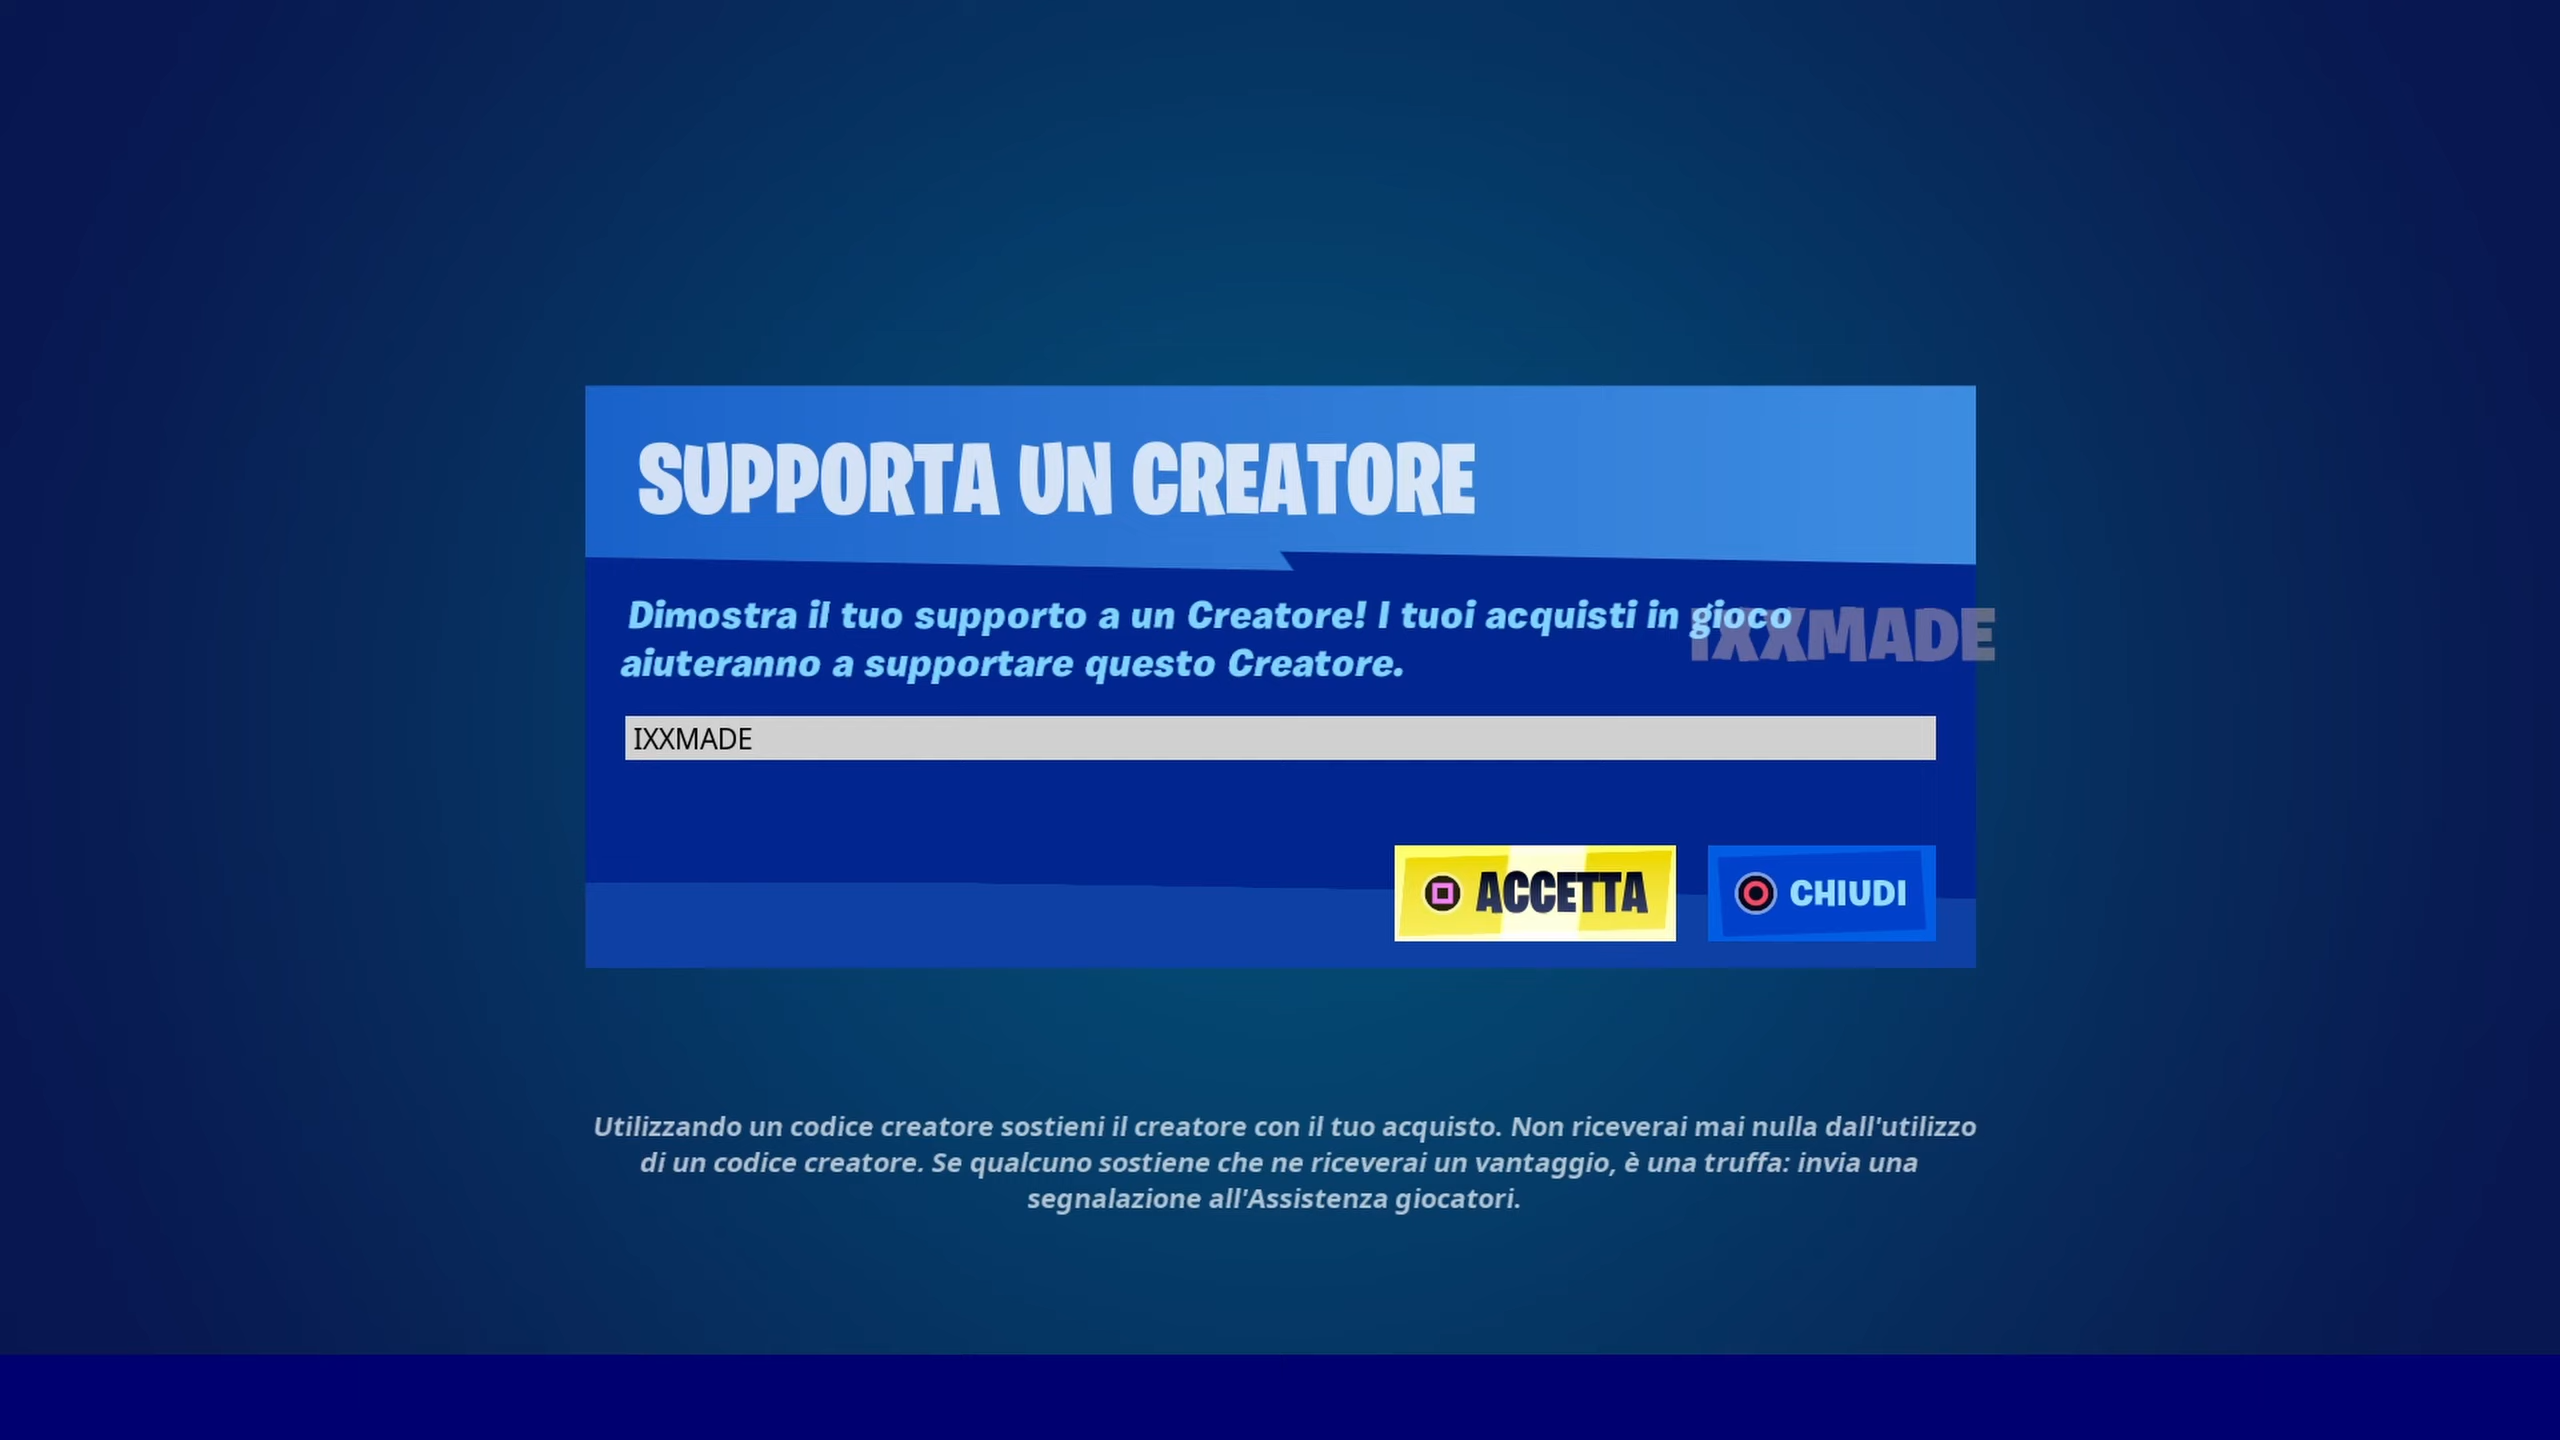 SUPPORTA UN CREATORE
Dimostra il tuo supporto a un Creatore! I tuoi acquisti in gioco
aiuteranno a supportare questo Creatore.
IXXMADE
IXXMADE
ACCETTA
CHIUDI
Utilizzando un codice creatore sostieni il creatore con il tuo acquisto. Non riceverai mai nulla dall'utilizzo
di un codice creatore. Se qualcuno sostiene che ne riceverai un vantaggio, è una truffa: invia una
segnalazione all'Assistenza giocatori.